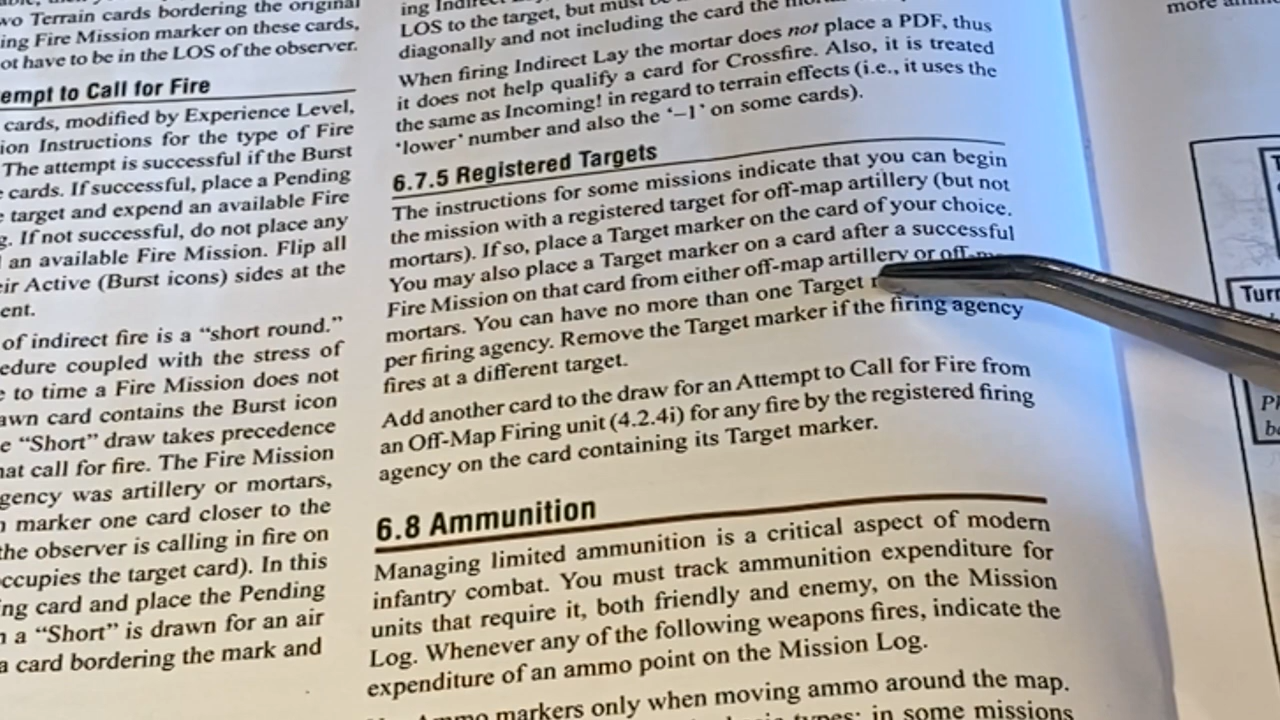 wo Terrain cards bordering the original
ing Fire Mission marker on these cards,
ot have to be in the LOS of the observer.
empt to Call for Fire
cards, modified by Experience Level,
ion Instructions for the type of Fire
The attempt is successful if the Burst
cards. If successful, place a Pending
target and expend an available Fire
g. If not successful, do not place any
an available Fire Mission. Flip all
eir Active (Burst icons) sides at the
ent.
of indirect fire is a “short round.”
edure coupled with the stress of
e to time a Fire Mission does not
awn card contains the Burst icon
e “Short” draw takes precedence
hat call for fire. The Fire Mission
gency was artillery or mortars,
n marker one card closer to the
the observer is calling in fire on
ccupies the target card). In this
ing card and place the Pending
n a “Short” is drawn for an air
a card bordering the mark and
LOS to the target, but must
diagonally and not including the card the
When firing Indirect Lay the mortar does not place a PDF, thus
it does not help qualify a card for Crossfire. Also, it is treated
the same as Incoming! in regard to terrain effects (i.e., it uses the
‘lower’ number and also the ‘–1’ on some cards).
6.7.5 Registered Targets
The instructions for some missions indicate that you can begin
the mission with a registered target for off-map artillery (but not
mortars). If so, place a Target marker on the card of your choice.
You may also place a Target marker on a card after a successful
Fire Mission on that card from either off-map artillery or
mortars. You can have no more than one Target
per firing agency. Remove the Target marker if the firing agency
fires at a different target.
Add another card to the draw for an Attempt to Call for Fire from
an Off-Map Firing unit (4.2.4i) for any fire by the registered firing
agency on the card containing its Target marker.
6.8 Ammunition
Managing limited ammunition is a critical aspect of modern
infantry combat. You must track ammunition expenditure for
units that require it, both friendly and enemy, on the Mission
Log. Whenever any of the following weapons fires, indicate the
expenditure of an ammo point on the Mission Log.
Ammo markers only when moving ammo around the map.
types; in some missions
more
Turn